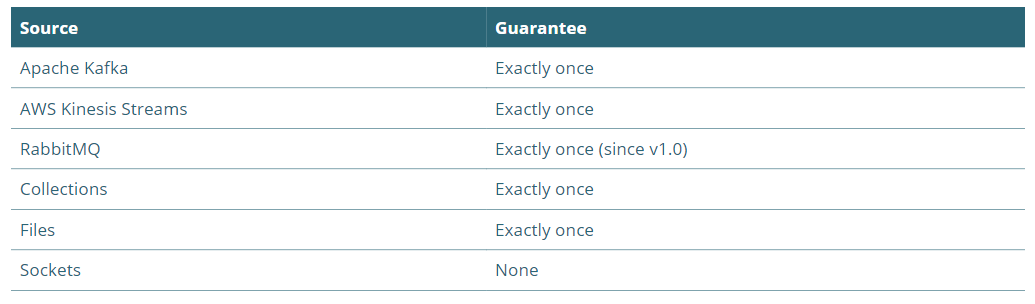 Source Guarantee
Apache Kafka Exactly once
AWS Kinesis Streams Exactly once
RabbitMQ Exactly once (since v1.0)
Collections Exactly once
Files Exactly once
Sockets None